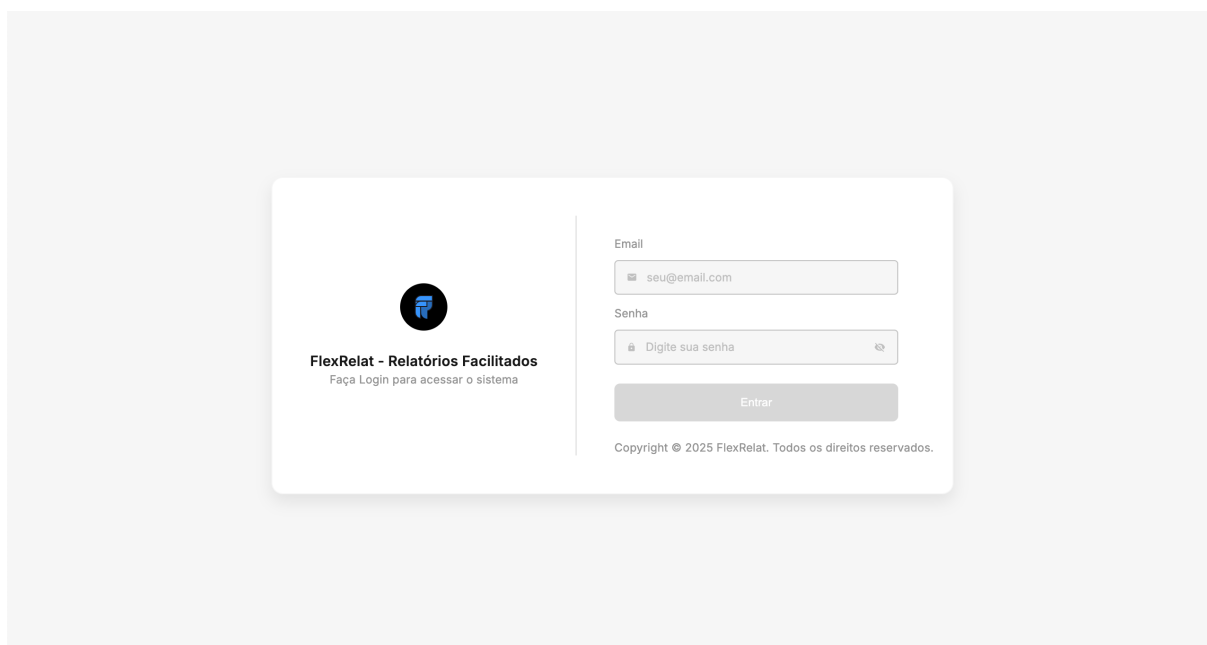 FlexRelat - Relatórios Facilitados
Faça Login para acessar o sistema
Email
seu@email.com
Senha
Digite sua senha
Entrar
Copyright © 2025 FlexRelat. Todos os direitos reservados.